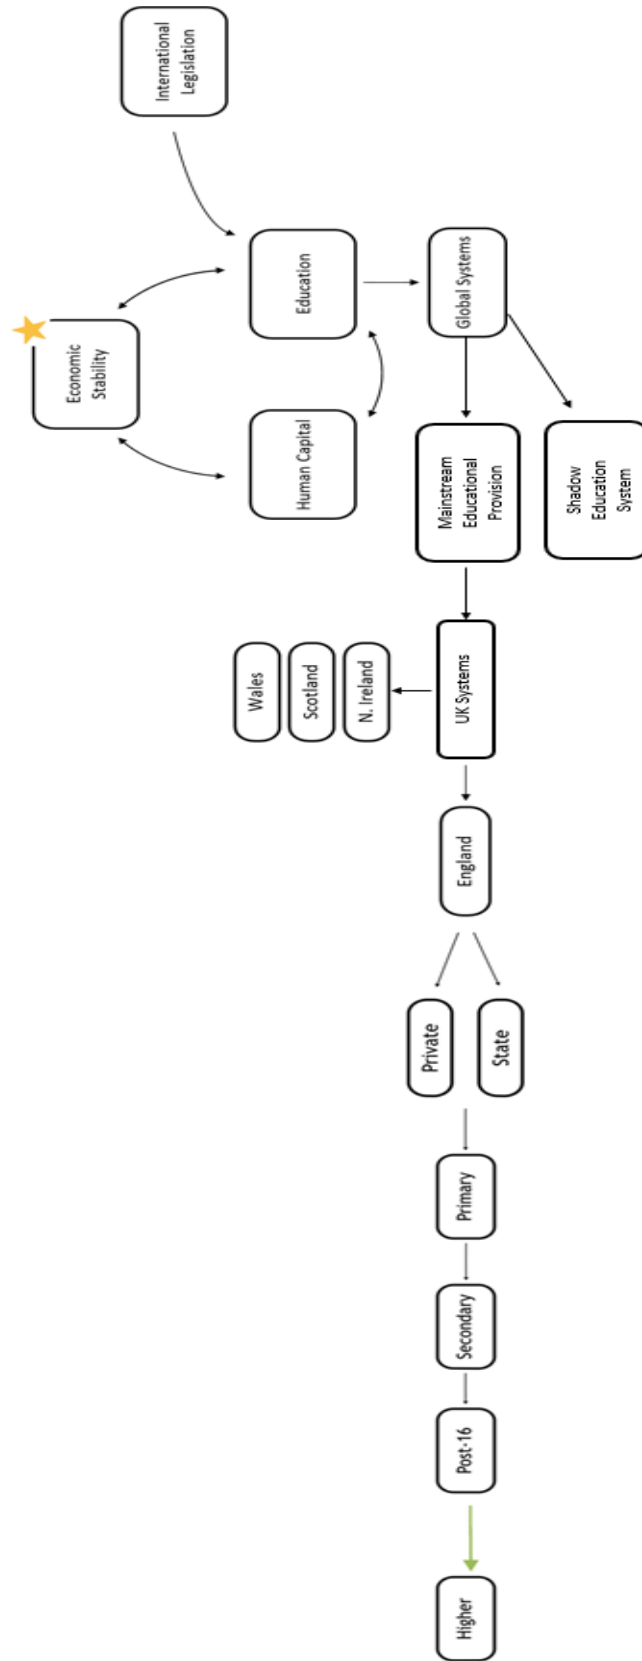 International
Legislation
Economic
Stability
Education
Human Capital
Global Systems
Mainstream
Educational
Provision
Shadow
Education
System
UK Systems
Wales
Scotland
N. Ireland
England
Private
State
Primary
Secondary
Post-16
Higher